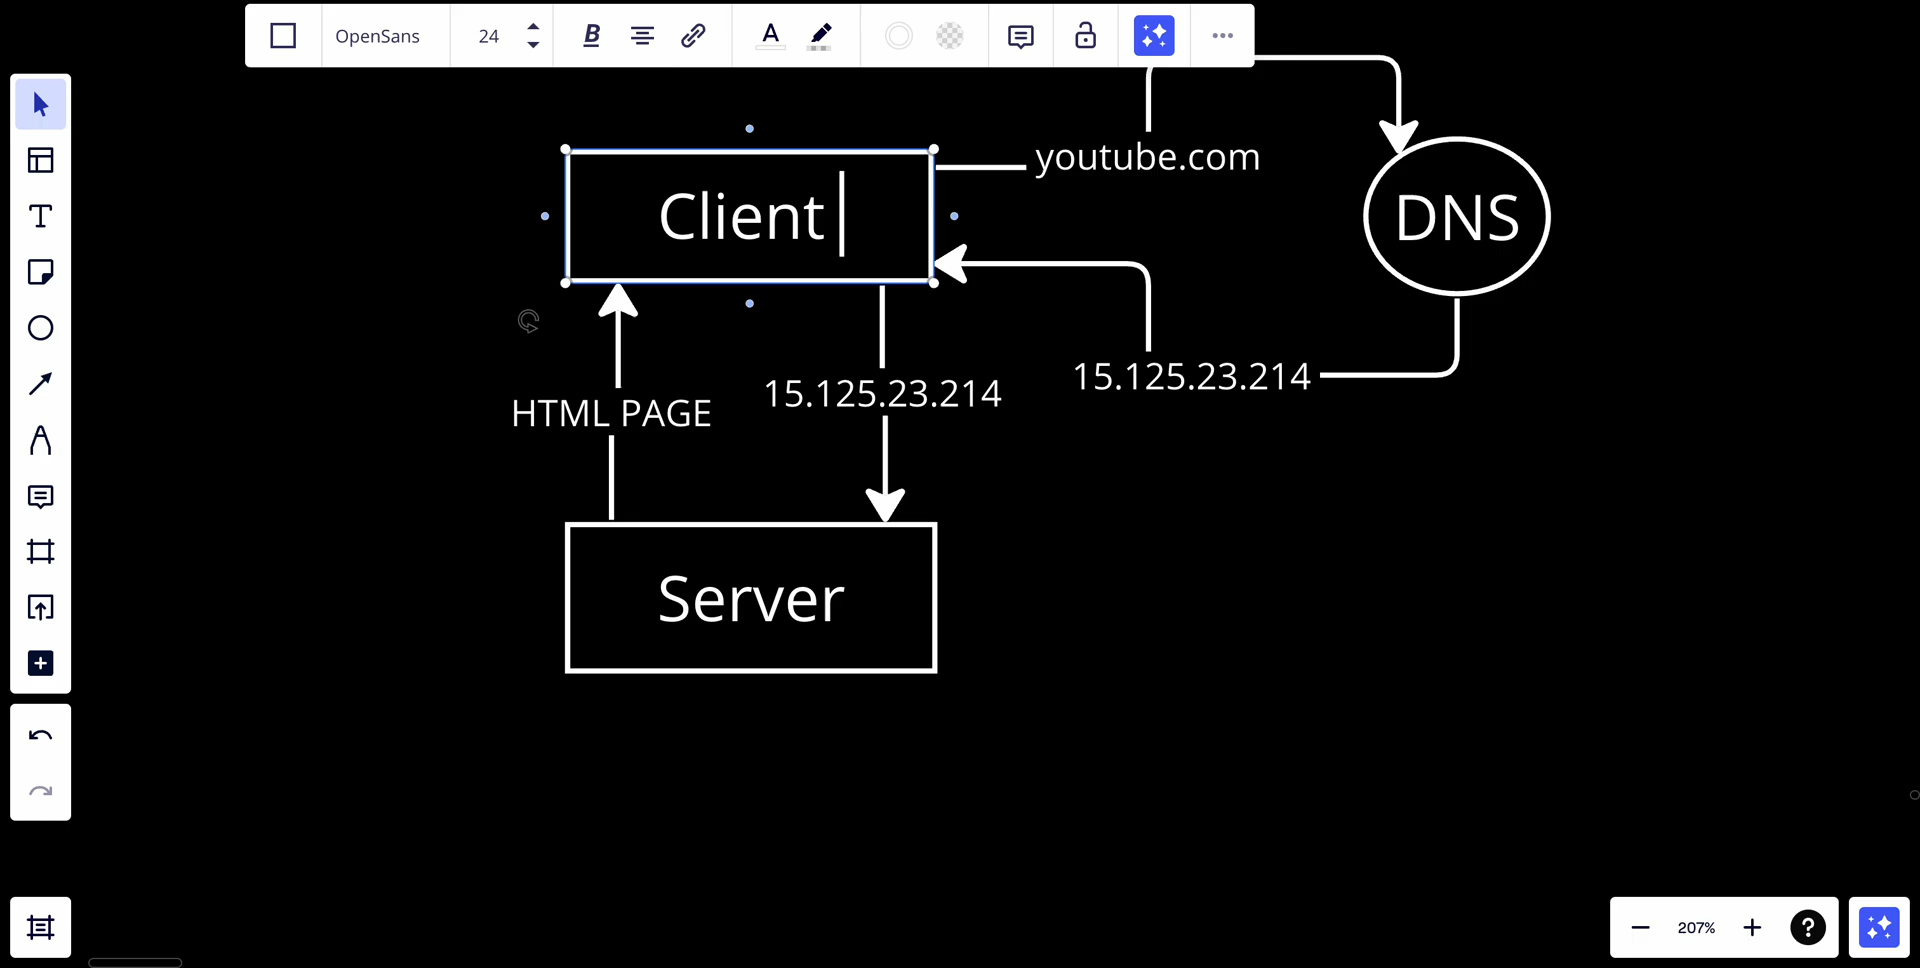 OpenSans
24
B
A
youtube.com
Client
DNS
15.125.23.214
15.125.23.214
HTML PAGE
Server
207%
?